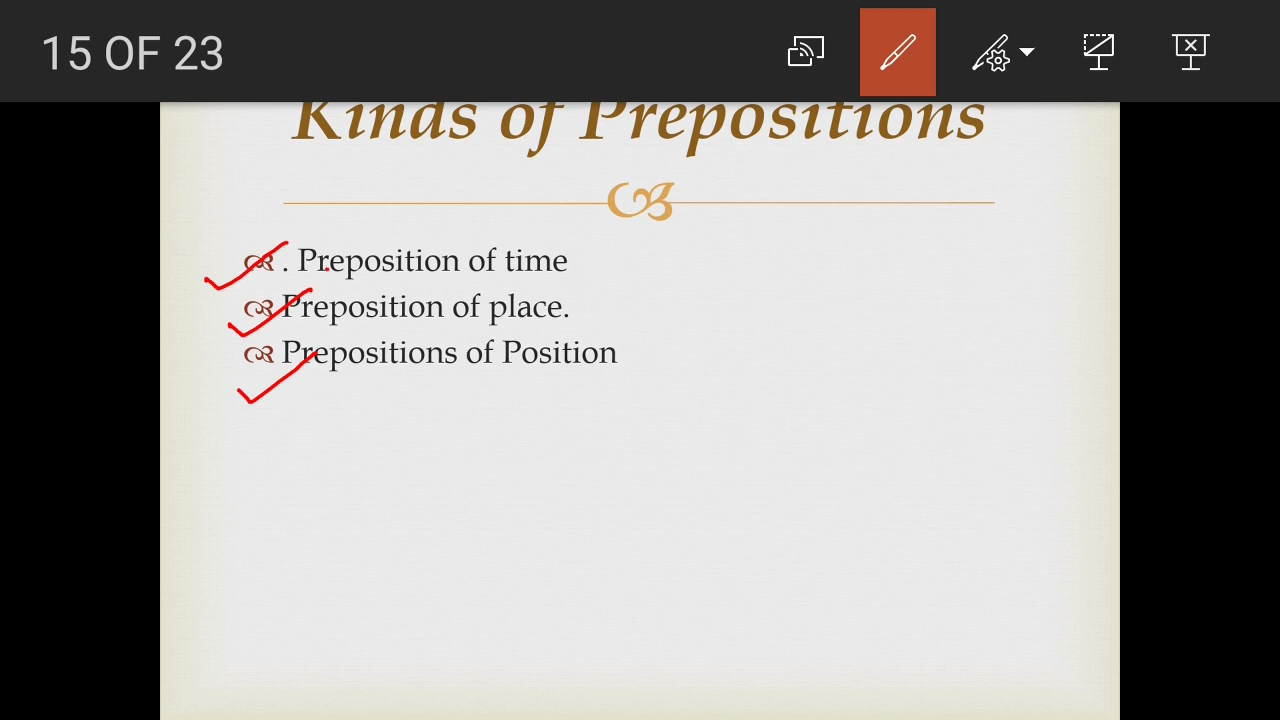 15 OF 23
Kinds of Prepositions
. Preposition of time
Preposition of place.
Prepositions of Position